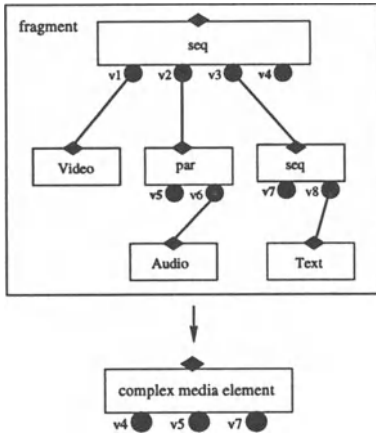 fragment
seq
v1 v2 v3 v4
Video par seq
v5 v6 v7 v8
Audio Text
complex media element
v4 v5 v7